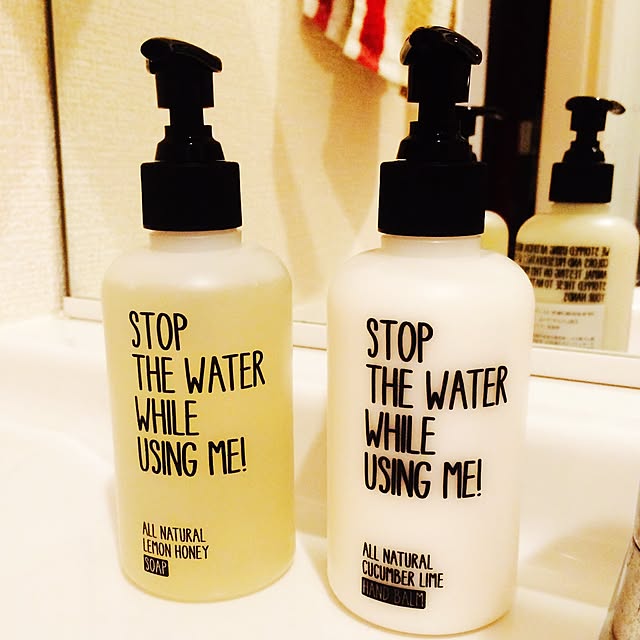 STOP
THE WATER
WHILE
USING ME!
ALL NATURAL
LEMON HONEY
SOAP
STOP
THE WATER
WHILE
USING ME!
ALL NATURAL
CUCUMBER LIME
HAND BALM